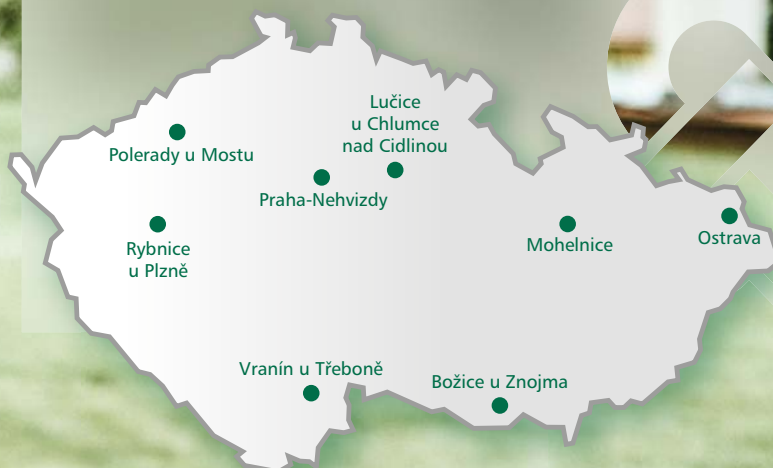 Lučice
u Chlumce
nad Cidlinou
Polerady u Mostu
Praha-Nehvizdy
Rybnice
u Plzně
Mohelnice
Ostrava
Vranín u Třeboně
Božice u Znojma